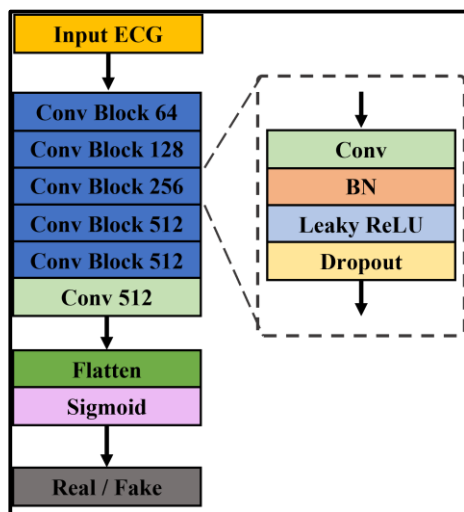 Input ECG
Conv Block 64
Conv Block 128
Conv Block 256
Conv Block 512
Conv Block 512
Conv 512
Flatten
Sigmoid
Real / Fake
Conv
BN
Leaky ReLU
Dropout